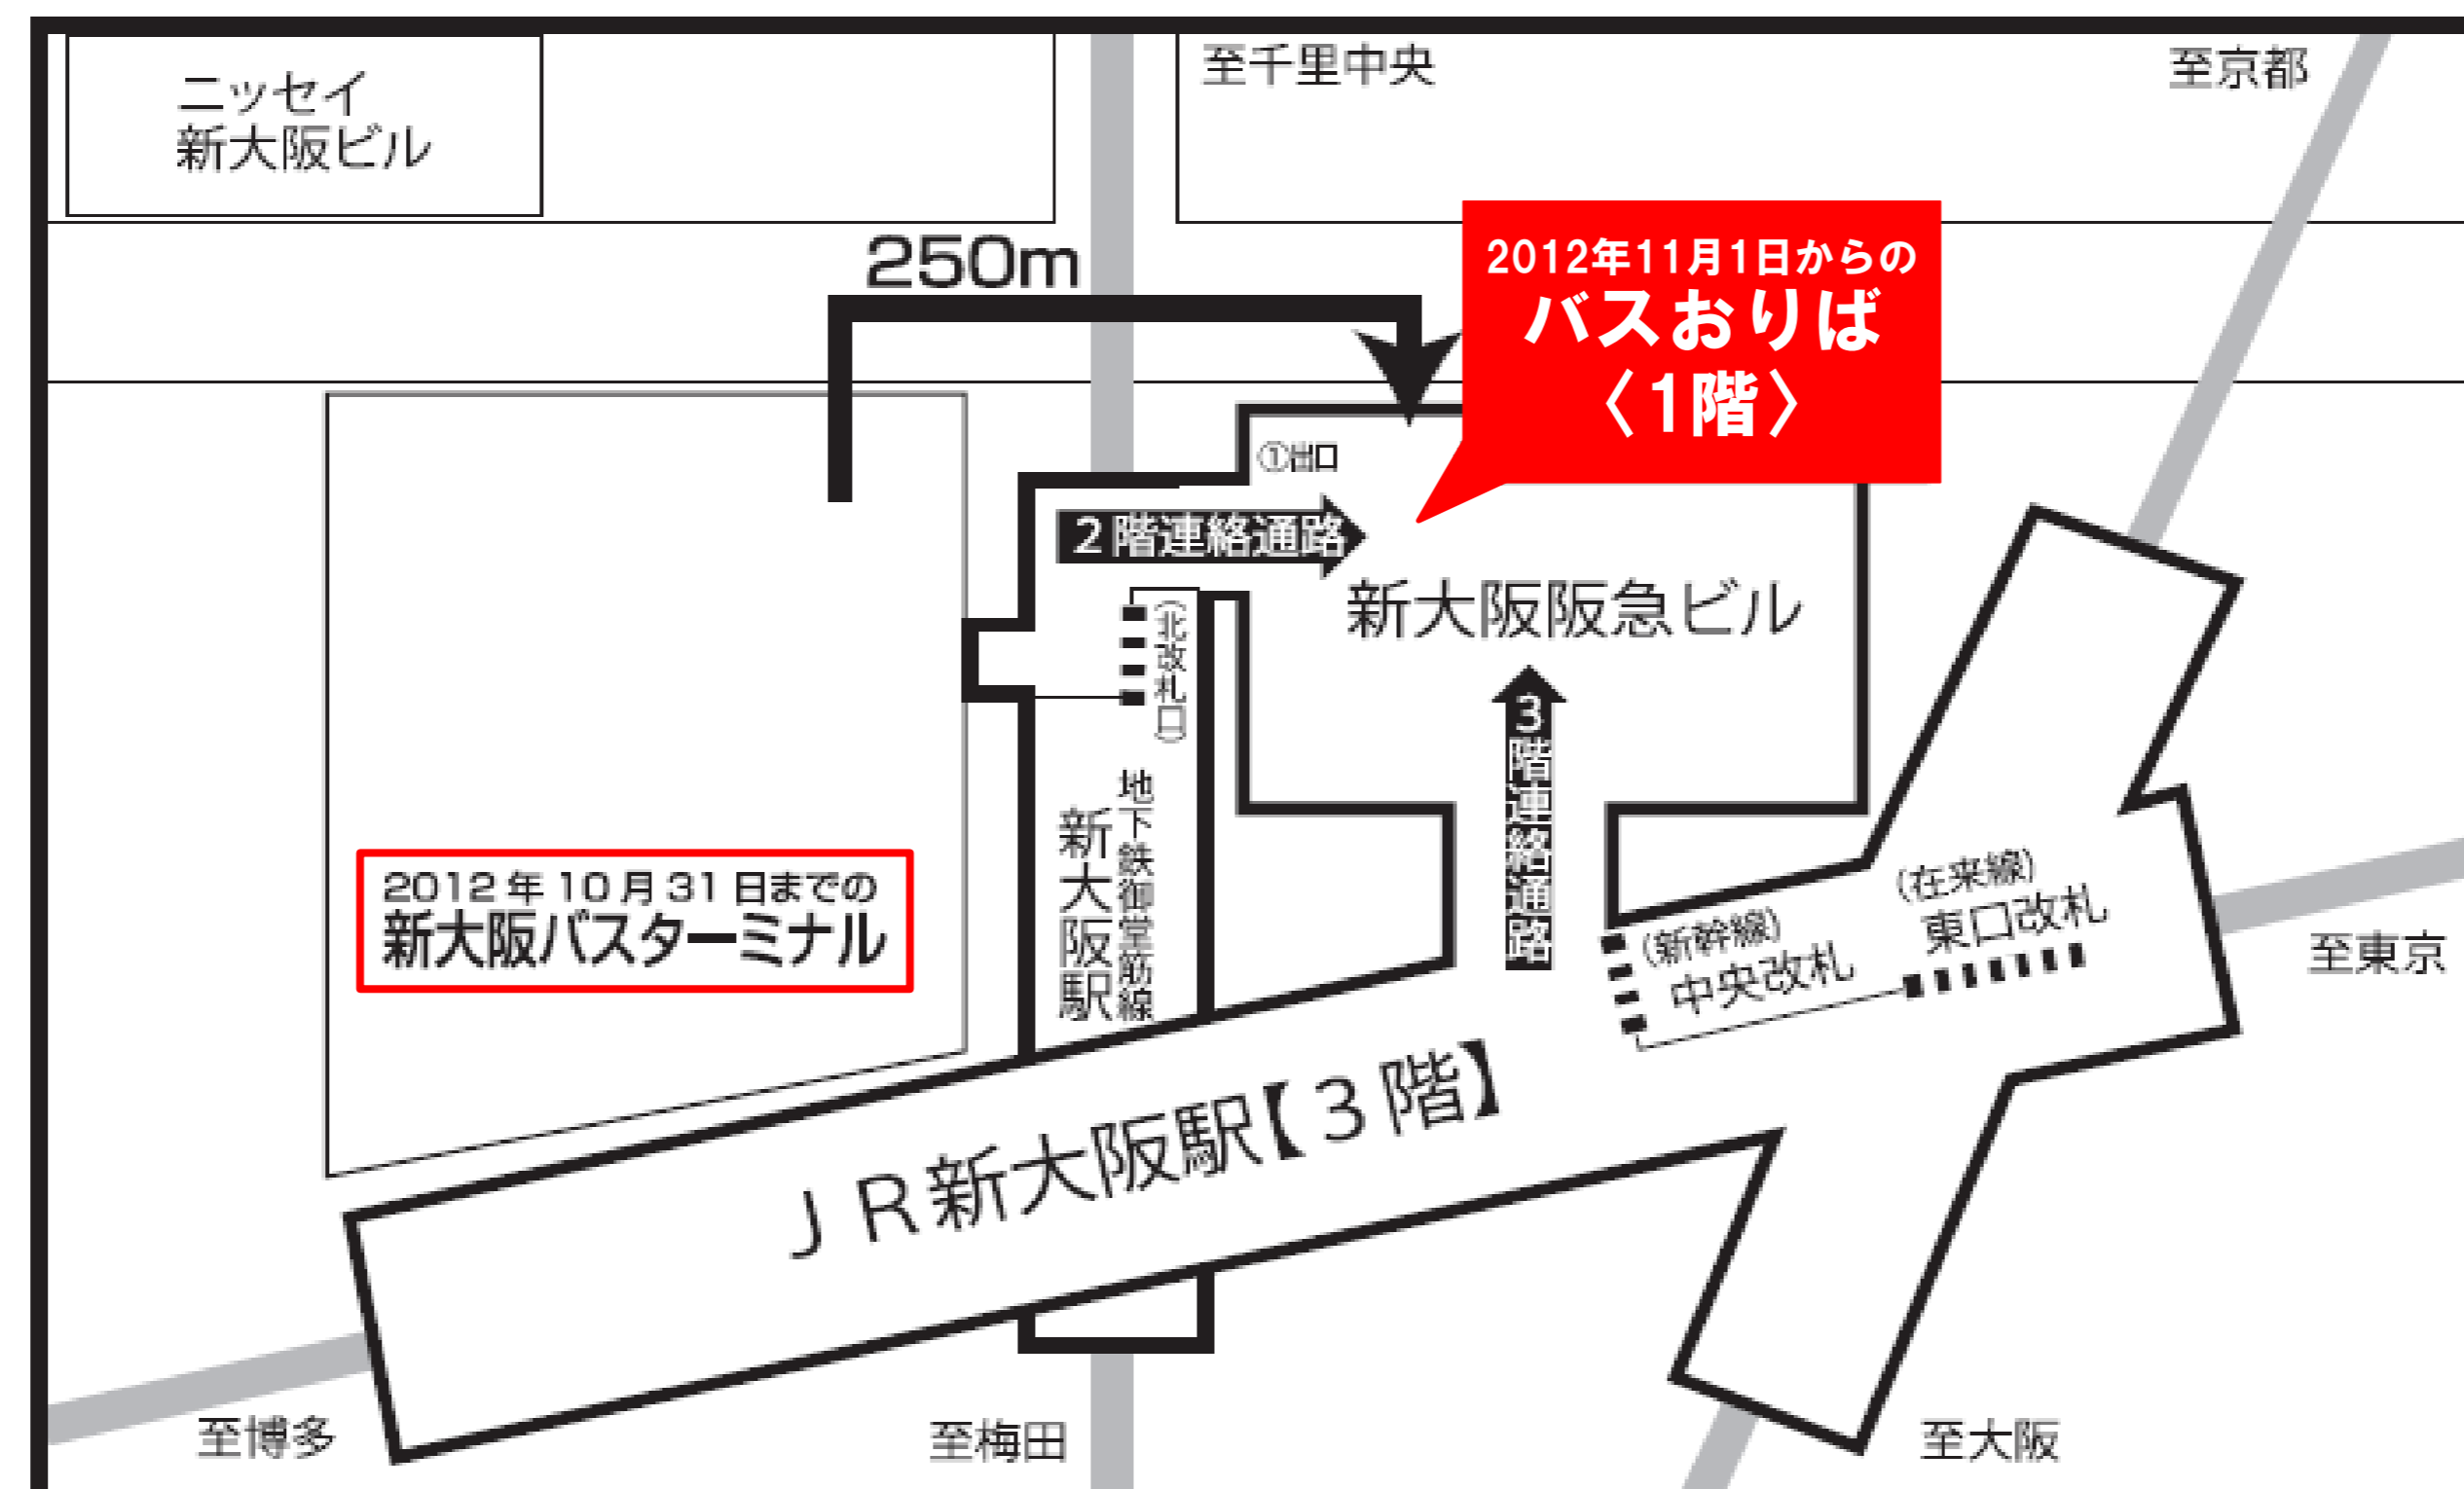 ニッセイ
新大阪ビル
至千里中央
至京都
250m
2012年11月1日からの
バスおりば
〈1階〉
①出口
2階連絡通路
(北改札口)
新大阪阪急ビル
3階連絡通路
地下鉄御堂筋線
新大阪駅
2012年10月31日までの
新大阪バスターミナル
(新幹線)
中央改札
(在来線)
東口改札
至東京
JR新大阪駅【3階】
至博多
至梅田
至大阪